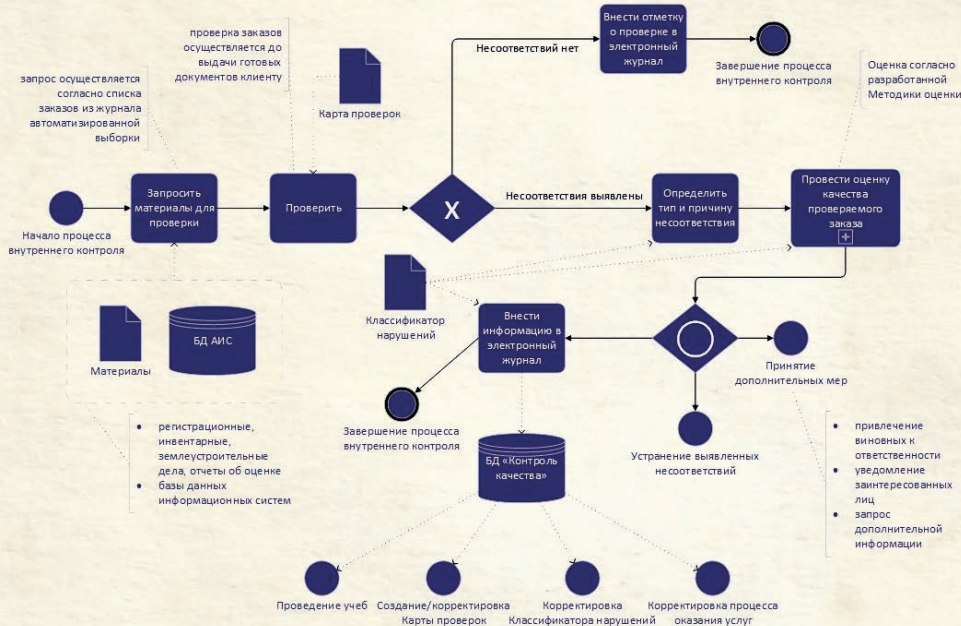 проверка заказов
осуществляется до
выдачи готовых
документов клиенту
Карта проверок
Несоответствий нет
Внести отметку
о проверке в
электронный
журнал
Завершение процесса
внутреннего контроля
Оценка согласно
разработанной
Методики оценки
запрос осуществляется
согласно списка
заказов из журнала
автоматизированной
выборки
Начало процесса
внутреннего контроля
Запросить
материалы для
проверки
Проверить
X
Несоответствия выявлены
Определить
тип и причину
несоответствия
Провести оценку
качества
проверяемого
заказа
Материалы
БД АИС
Классификатор
нарушений
Внести
информацию в
электронный
журнал
Принятие
дополнительных мер
Завершение процесса
внутреннего контроля
Устранение выявленных
несоответствий
• регистрационные,
инвентарные,
землеустроительные
дела, отчеты об оценке
• базы данных
информационных систем
БД «Контроль
качества»
• привлечение
виновных к
ответственности
• уведомление
заинтересованных
лиц
• запрос
дополнительной
информации
Проведение учеб
Создание/корректировка
Карты проверок
Корректировка
Классификатора нарушений
Корректировка процесса
оказания услуг